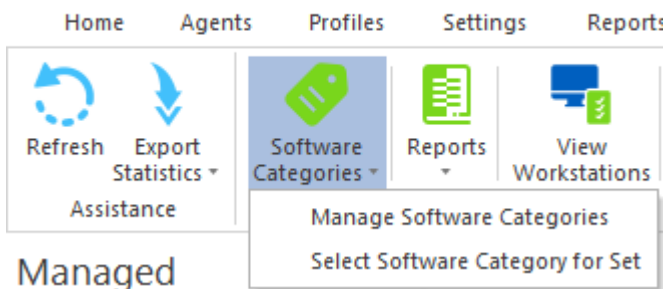 Home Agents Profiles Settings Reports
Refresh Export Statistics Software Categories Reports View Workstations
Assistance
Manage Software Categories
Select Software Category for Set
Managed